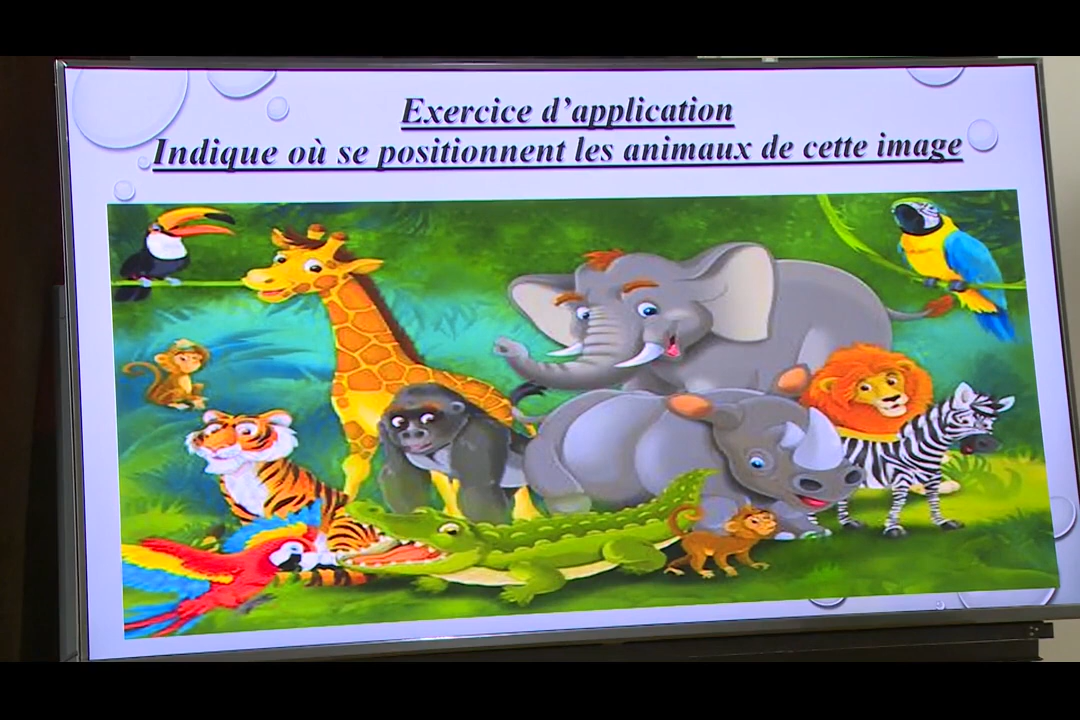 Exercice d’application
Indique où se positionnent les animaux de cette image